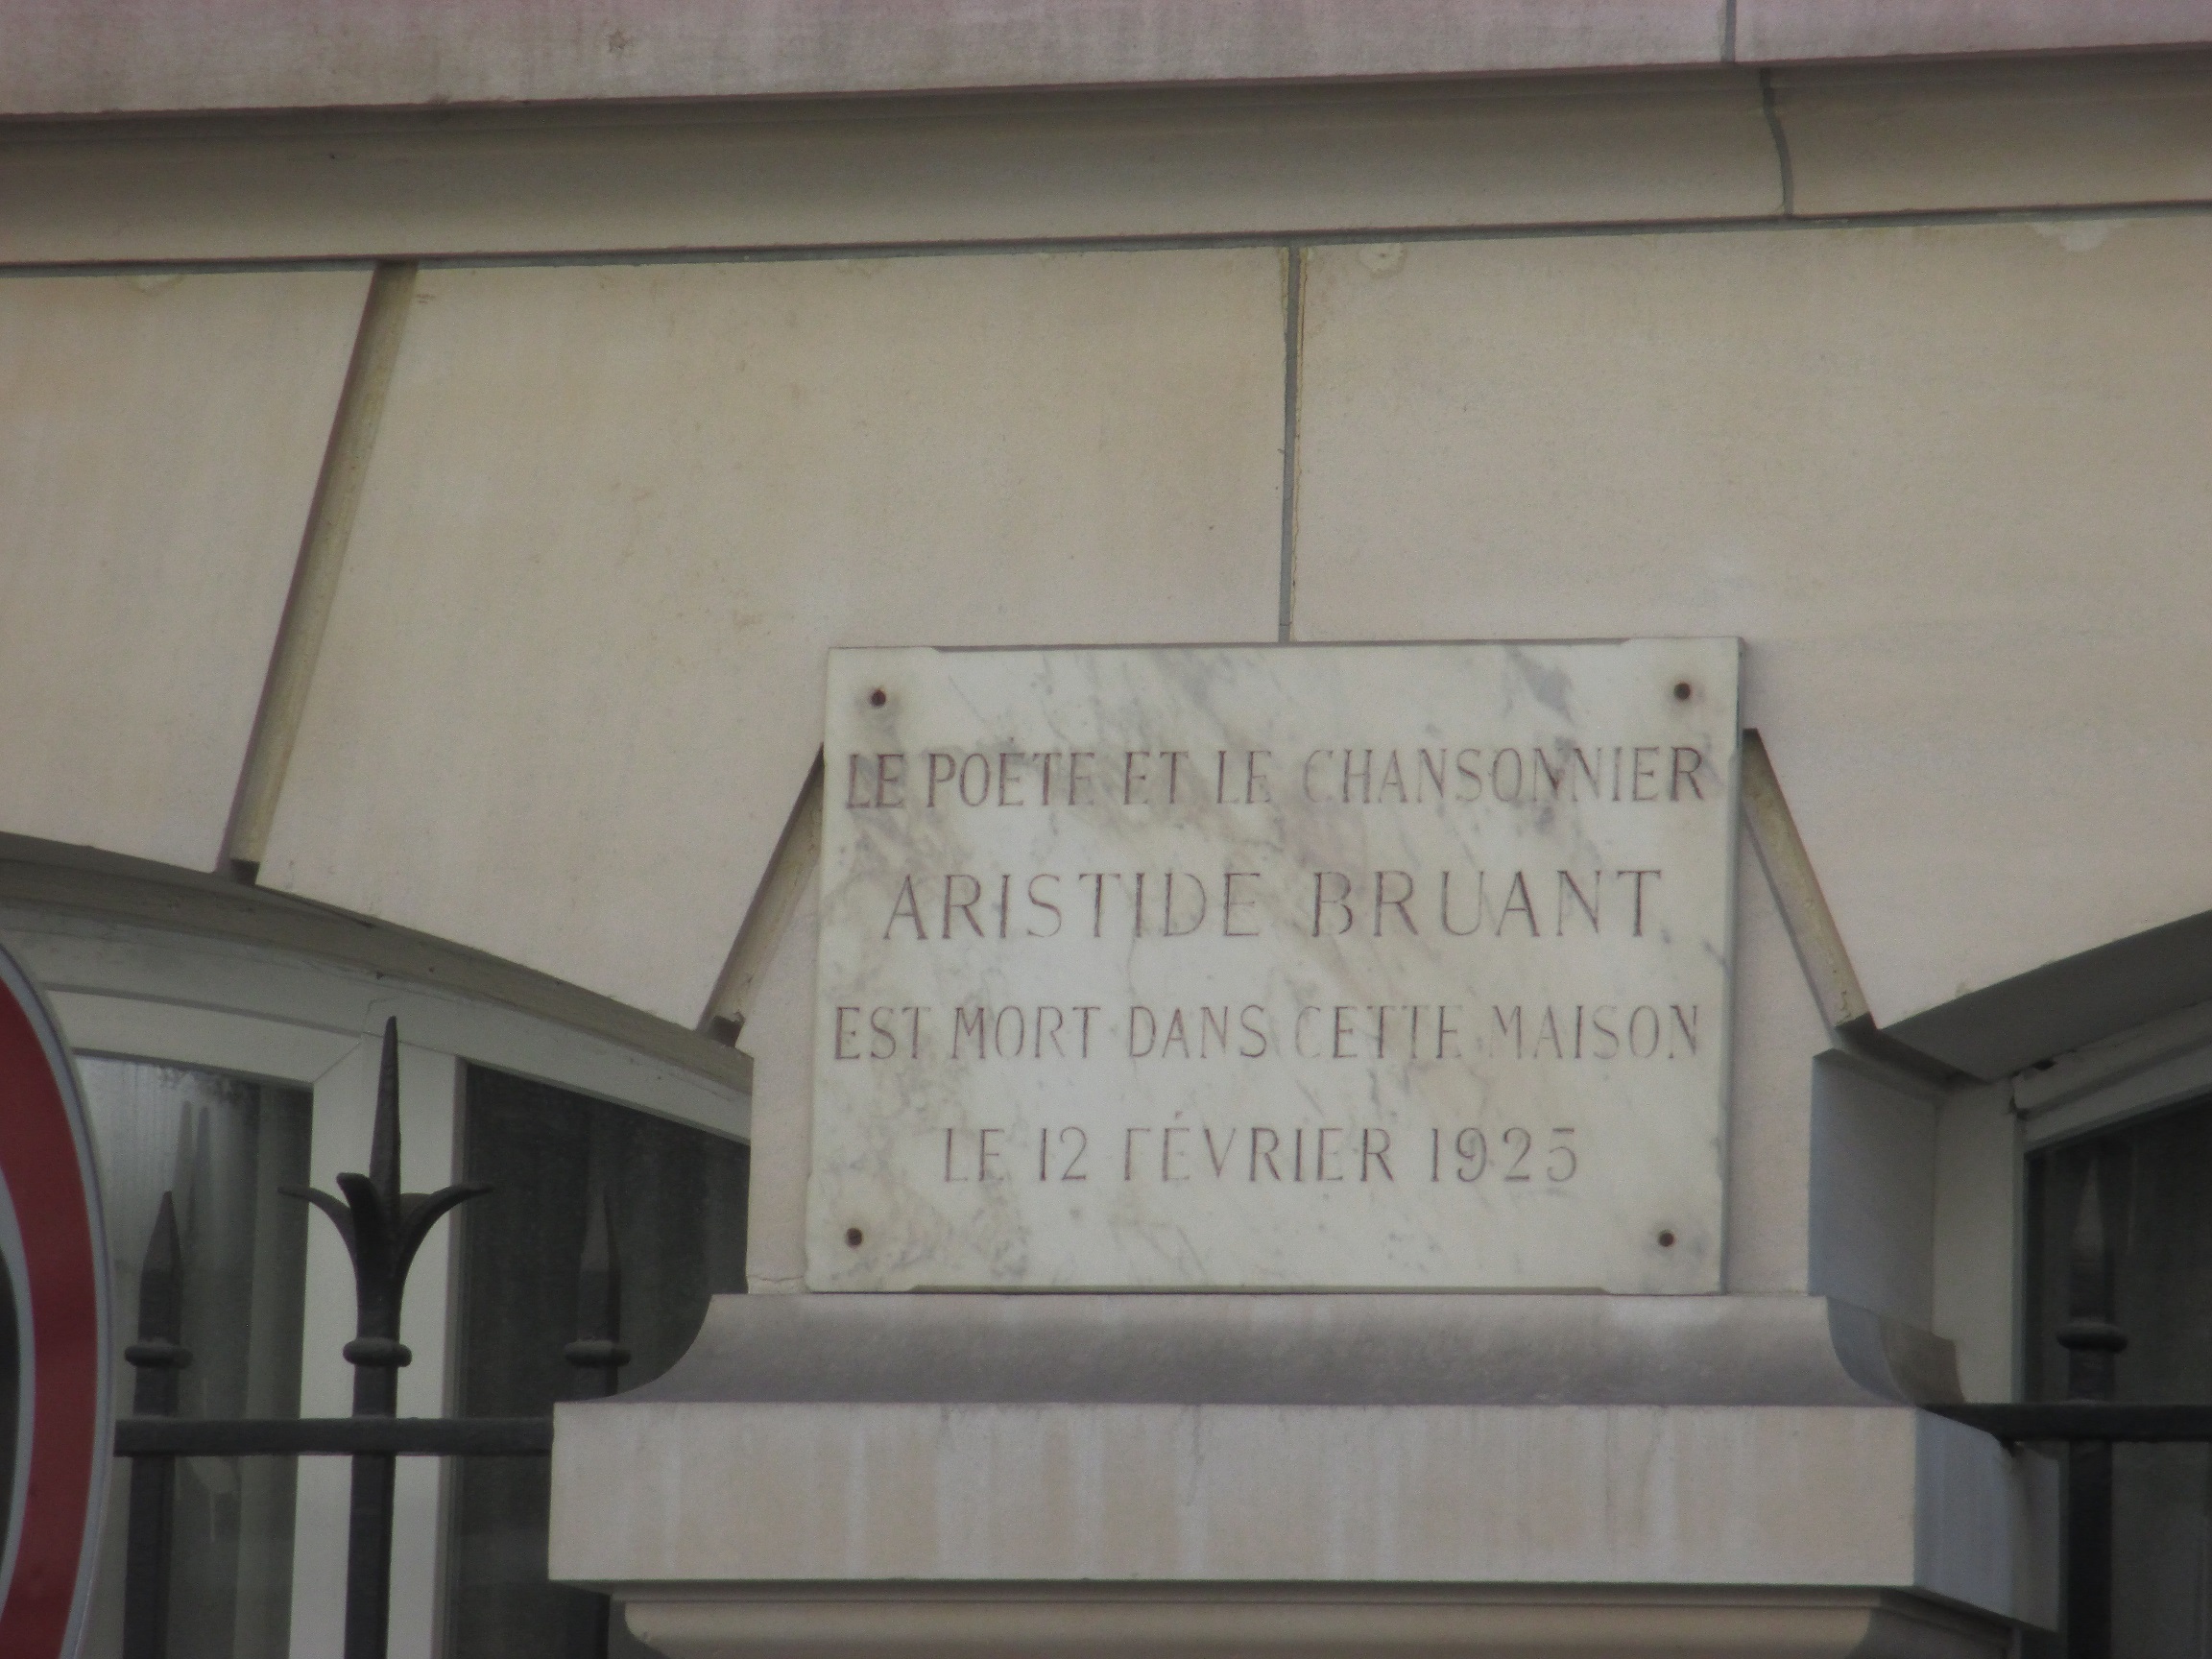 LE POÈTE ET LE CHANSONNIER
ARISTIDE BRUANT
EST MORT DANS CETTE MAISON
LE 12 FÉVRIER 1925